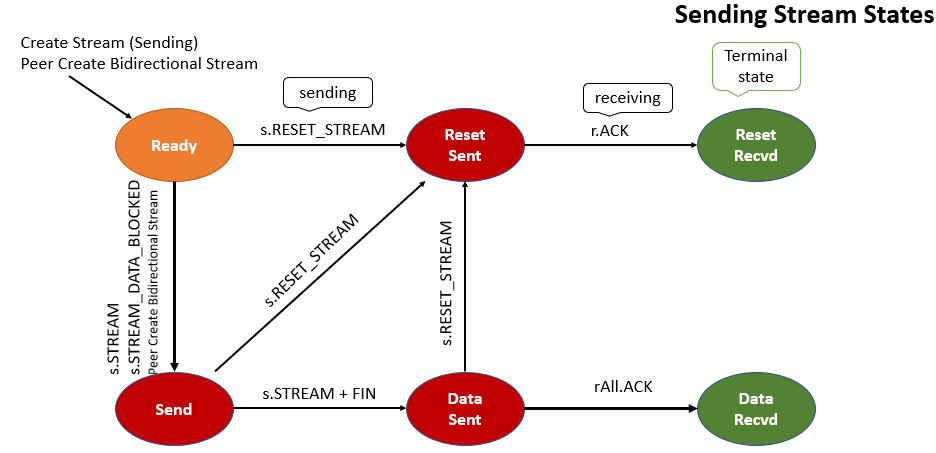 Sending Stream States
Create Stream (Sending)
Peer Create Bidirectional Stream
Terminal
state
sending
receiving
s.RESET_STREAM
r.ACK
Ready
Reset
Sent
Reset
Recvd
s.STREAM
s.STREAM_DATA_BLOCKED
Peer Create Bidirectional Stream
s.RESET_STREAM
s.RESET_STREAM
s.STREAM + FIN
rAll.ACK
Send
Data
Sent
Data
Recvd